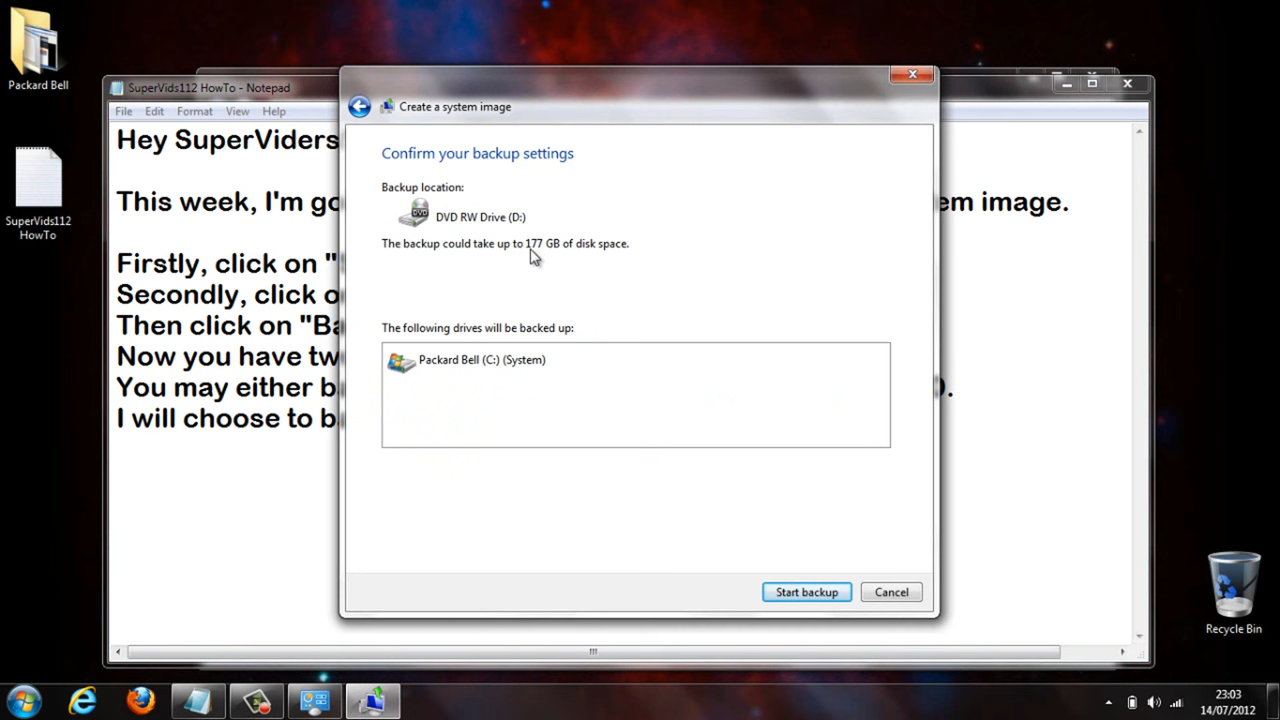 Packard Bell
SuperVids112
HowTo
SuperVids112 HowTo - Notepad
File Edit Format View Help
Hey SuperViders
This week, I'm go
em image.
Firstly, click on "
Secondly, click o
Then click on "Ba
Now you have tw
You may either b
I will choose to b
Create a system image
Confirm your backup settings
Backup location:
DVD
DVD RW Drive (D:)
The backup could take up to 177 GB of disk space.
The following drives will be backed up:
Packard Bell (C:) (System)
Start backup Cancel
Recycle Bin
23:03
14/07/2012